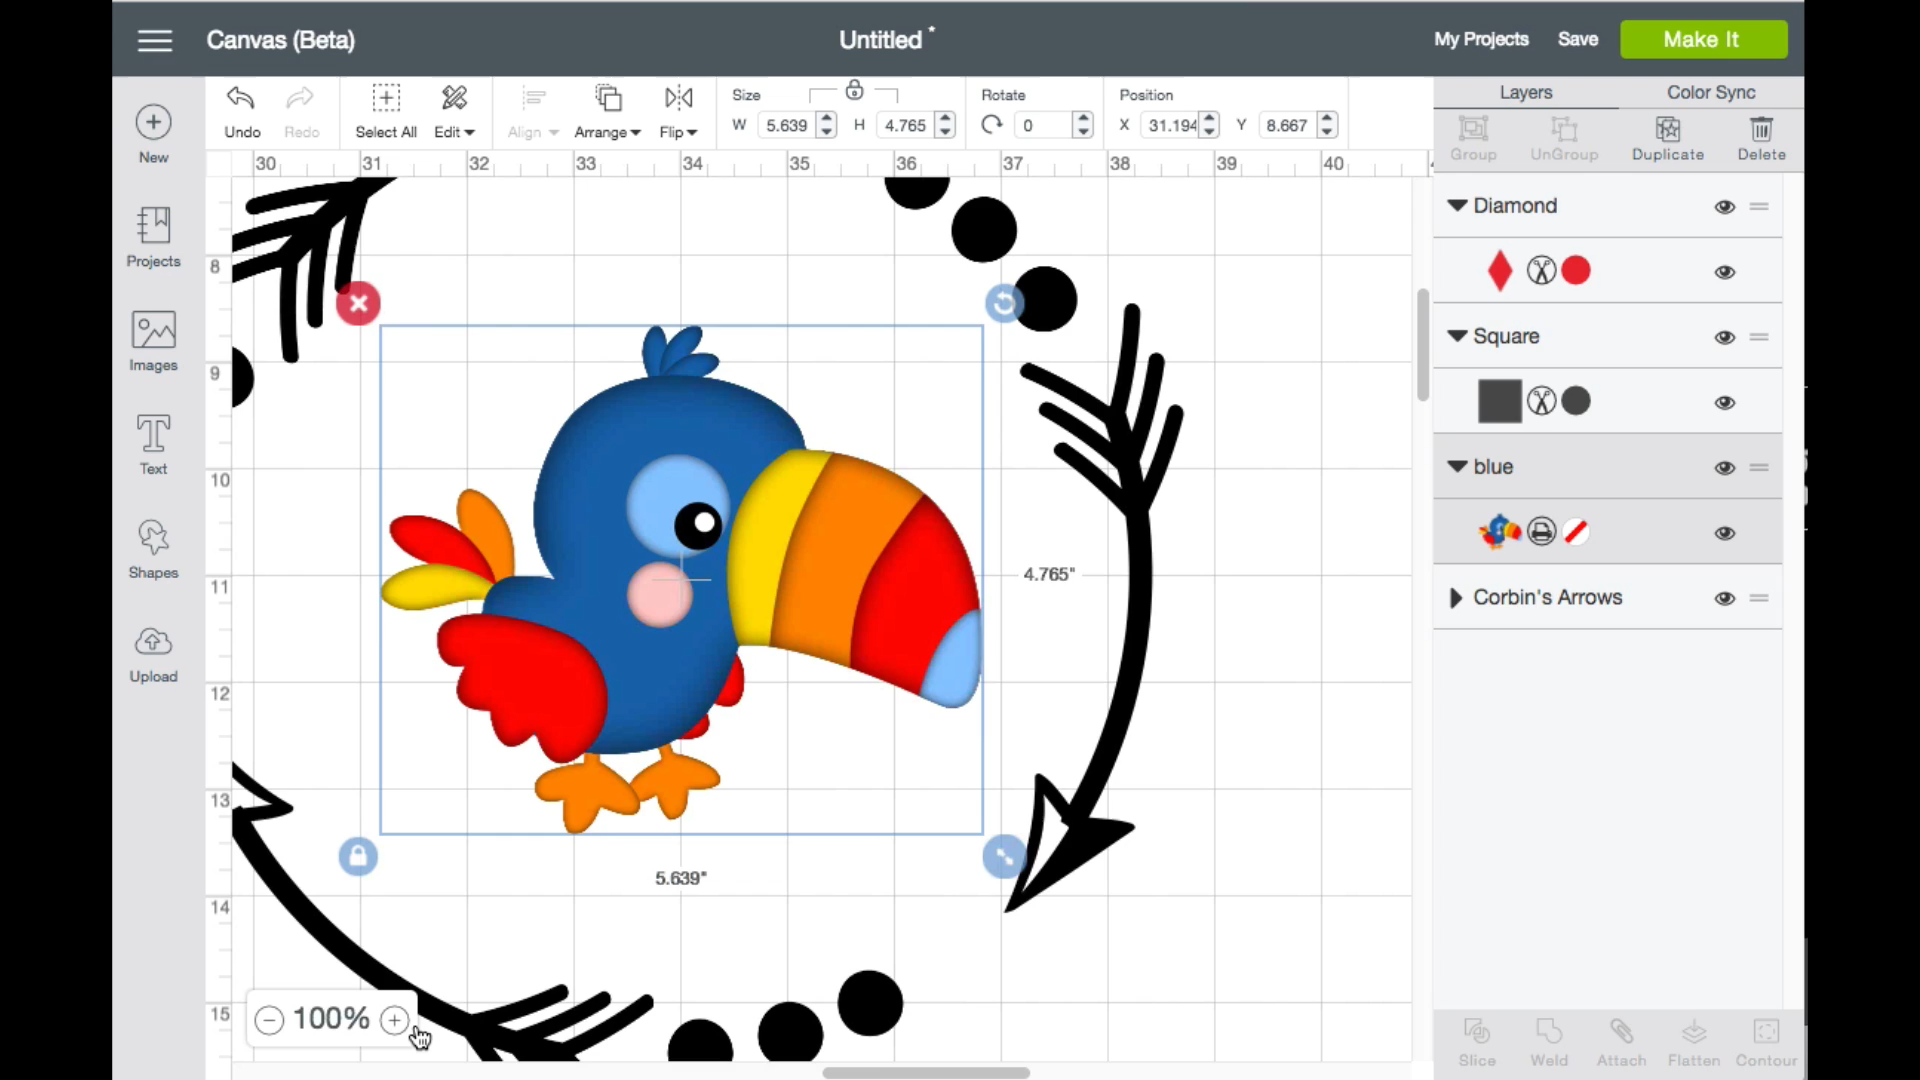 Canvas (Beta)
Untitled *
My Projects
Save
Make It
New
Projects
Images
Text
Shapes
Upload
Undo
Redo
Select All
Edit
Align
Arrange
Flip
Size
W 5.639
H 4.765
Rotate
0
Position
X 31.194
Y 8.667
Layers
Color Sync
Group
UnGroup
Duplicate
Delete
30 31 32 33 34 35 36 37 38 39 40
8
9
10
11
12
13
14
15
4.765"
5.639"
100%
Diamond
Square
blue
Corbin's Arrows
Slice
Weld
Attach
Flatten
Contour